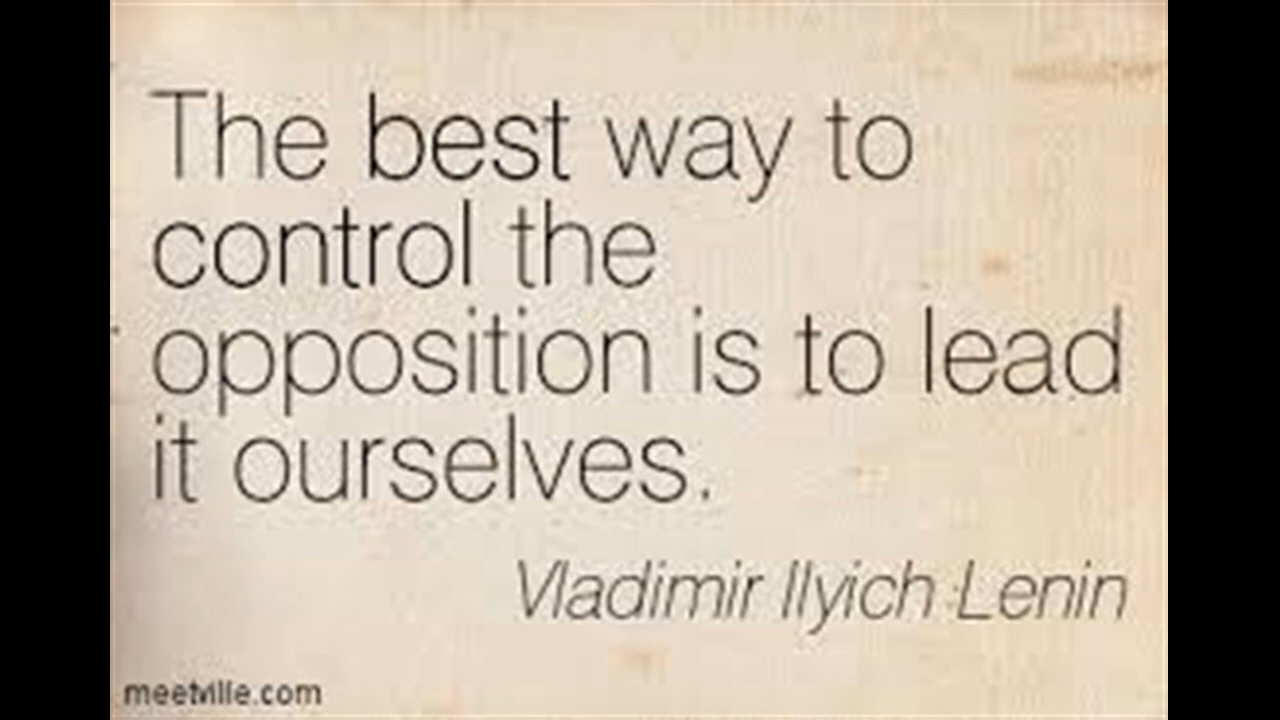 The best way to
control the
opposition is to lead
it ourselves.
Vladimir Ilyich Lenin
meetville.com